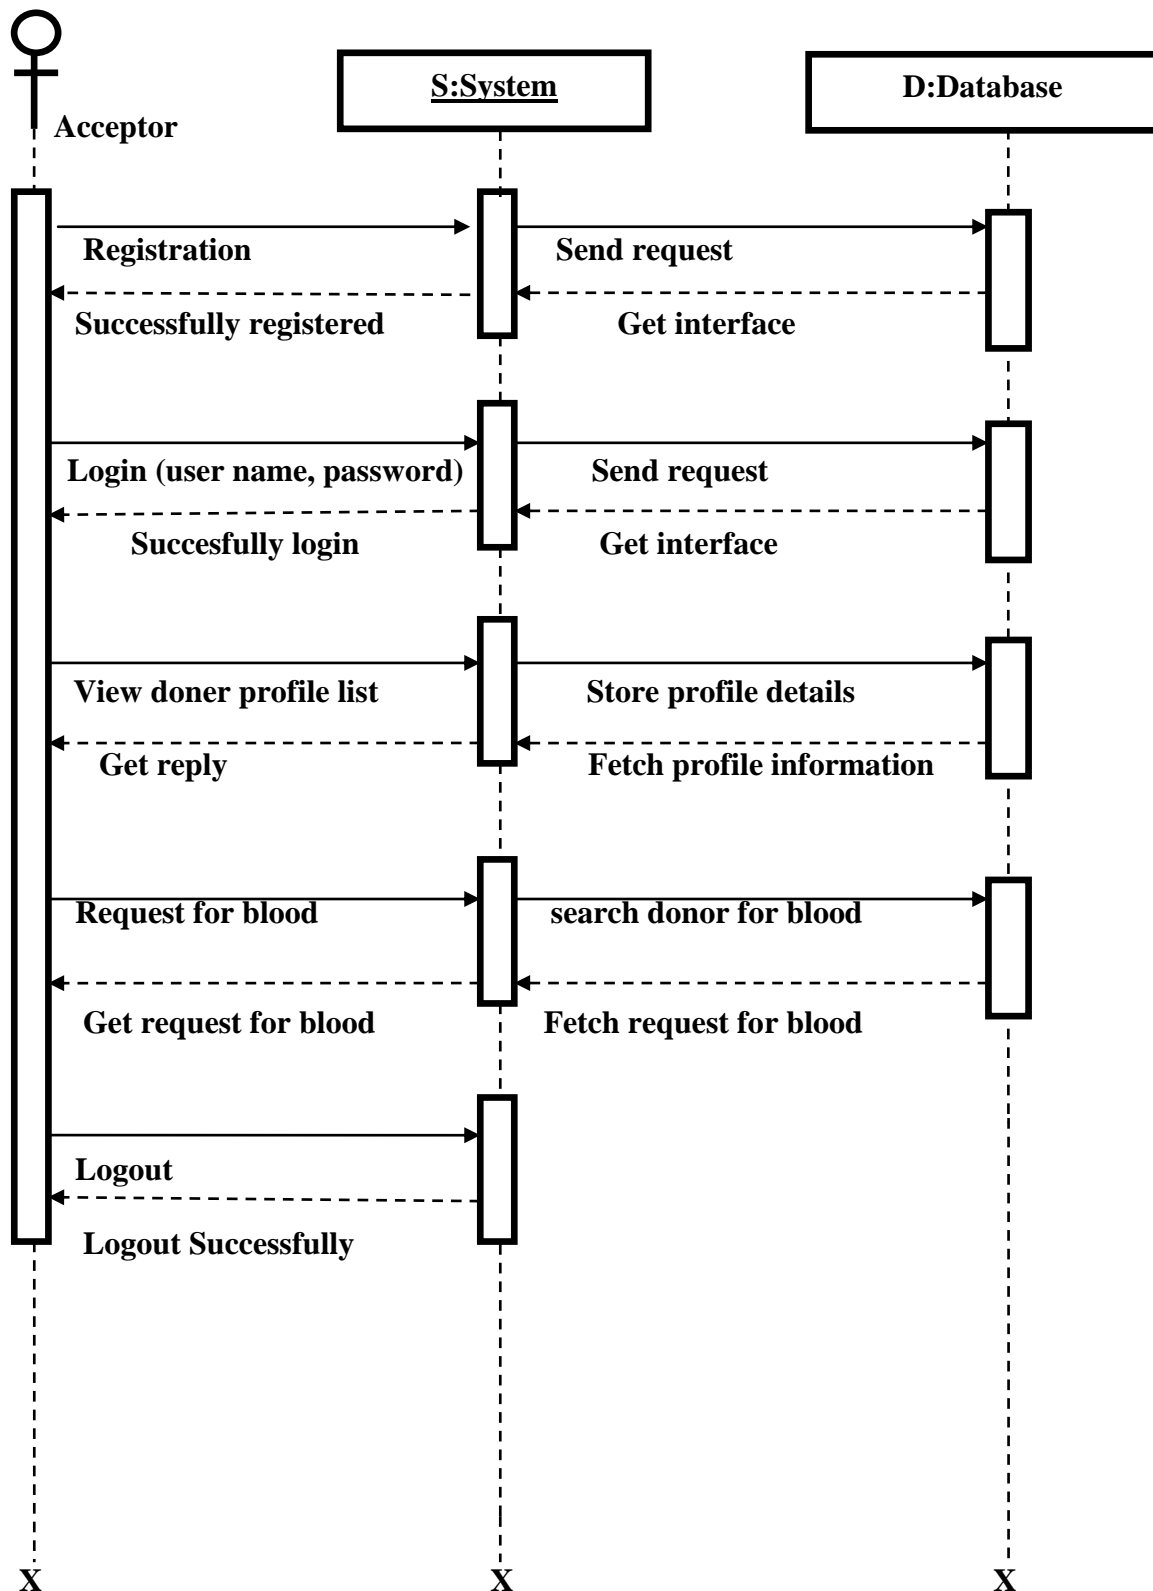 S:System
D:Database
Acceptor
Registration
Send request
Successfully registered
Get interface
Login (user name, password)
Send request
Succesfully login
Get interface
View doner profile list
Store profile details
Get reply
Fetch profile information
Request for blood
search donor for blood
Get request for blood
Fetch request for blood
Logout
Logout Successfully
X
X
X